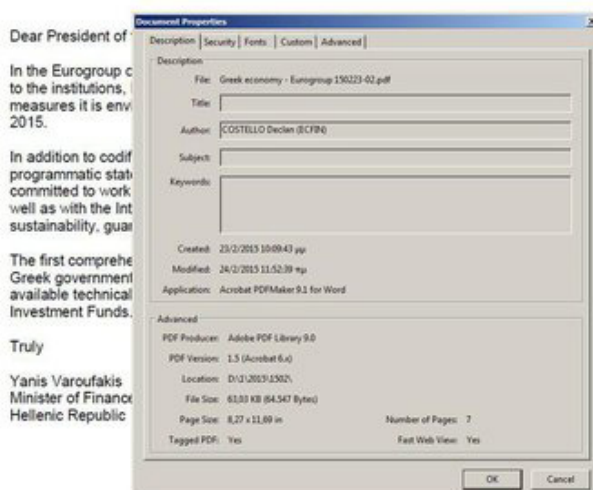 Dear President of
In the Eurogroup c
to the institutions,
measures it is env
2015.
In addition to codif
programmatic stat
committed to work
well as with the Int
sustainability, guar
The first comprehe
Greek government
available technical
Investment Funds.
Truly
Yanis Varoufakis
Minister of Finance
Hellenic Republic
Document Properties
Description Security Fonts Custom Advanced
Description
File: Greek economy - Eurogroup 150223-02.pdf
Title:
Author: COSTELLO Declan (ECFIN)
Subject:
Keywords:
Created: 23/2/2015 10:09:43 μμ
Modified: 24/2/2015 11:52:39 πμ
Application: Acrobat PDFMaker 9.1 for Word
Advanced
PDF Producer: Adobe PDF Library 9.0
PDF Version: 1.5 (Acrobat 6.x)
Location: D:\1\2015\1502\
File Size: 63,03 KB (64.547 Bytes)
Page Size: 8,27 x 11,69 in Number of Pages: 7
Tagged PDF: Yes Fast Web View: Yes
OK Cancel